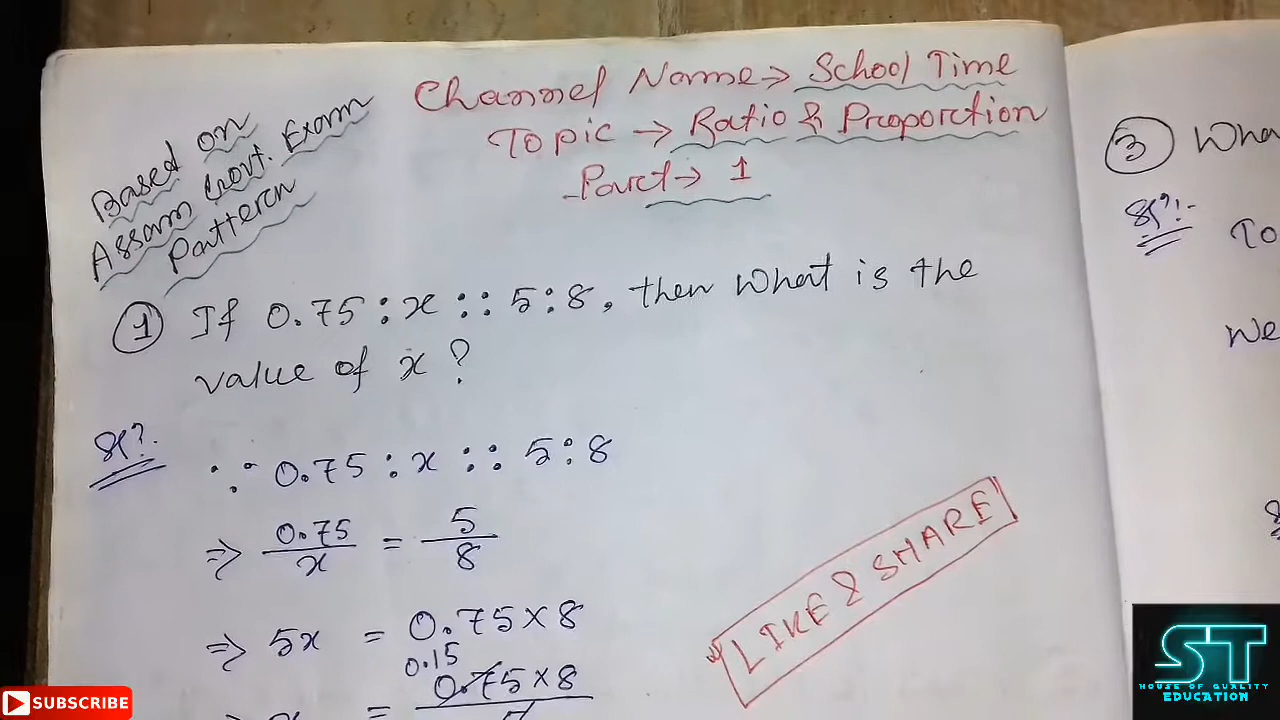 Channel Name → School Time
Topic → Ratio & Proportion
Part → 1
Based on
Assam Govt. Exam
Pattern
① If 0.75 : x :: 5 : 8, then What is the
value of x ?
∵ 0.75 : x :: 5 : 8
⇒ 0.75/x = 5/8
⇒ 5x = 0.75 × 8
0.15
0.75 × 8
LIKE & SHARE
③ Wha
To
We
ST
HOUSE OF QUALITY
EDUCATION
SUBSCRIBE